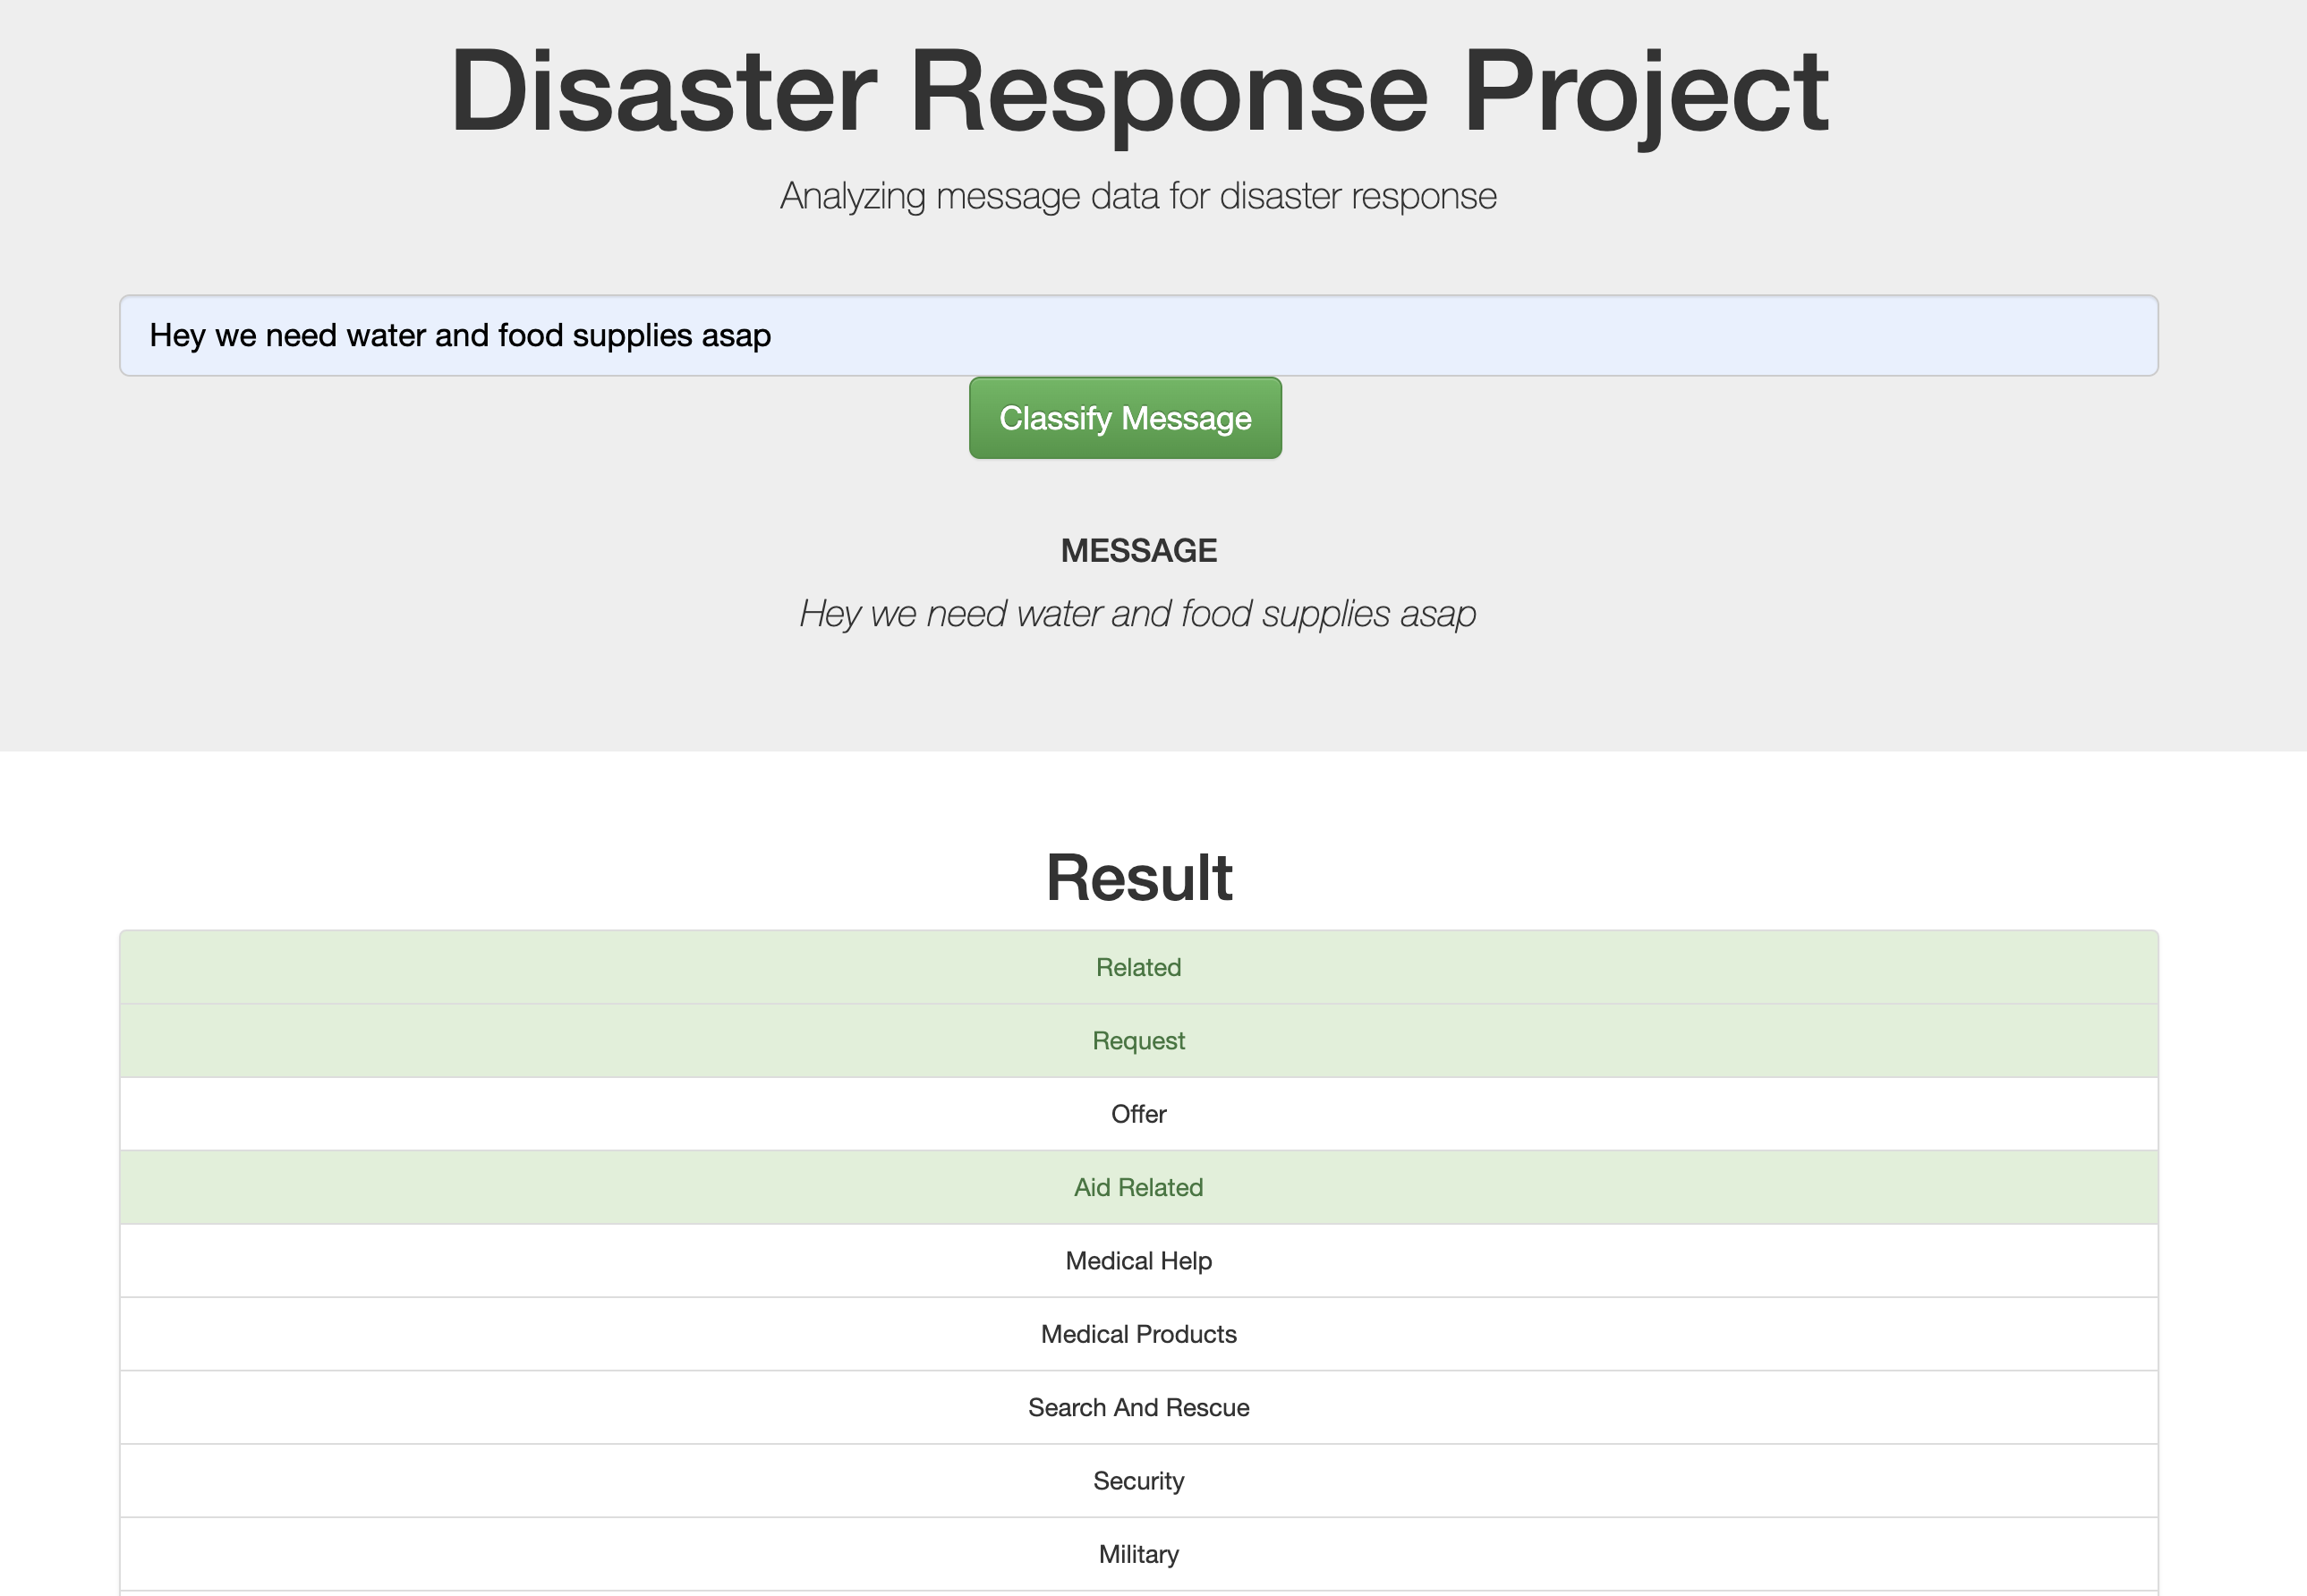 Disaster Response Project
Analyzing message data for disaster response
Hey we need water and food supplies asap
Classify Message
MESSAGE
Hey we need water and food supplies asap
Result
Related
Request
Offer
Aid Related
Medical Help
Medical Products
Search And Rescue
Security
Military